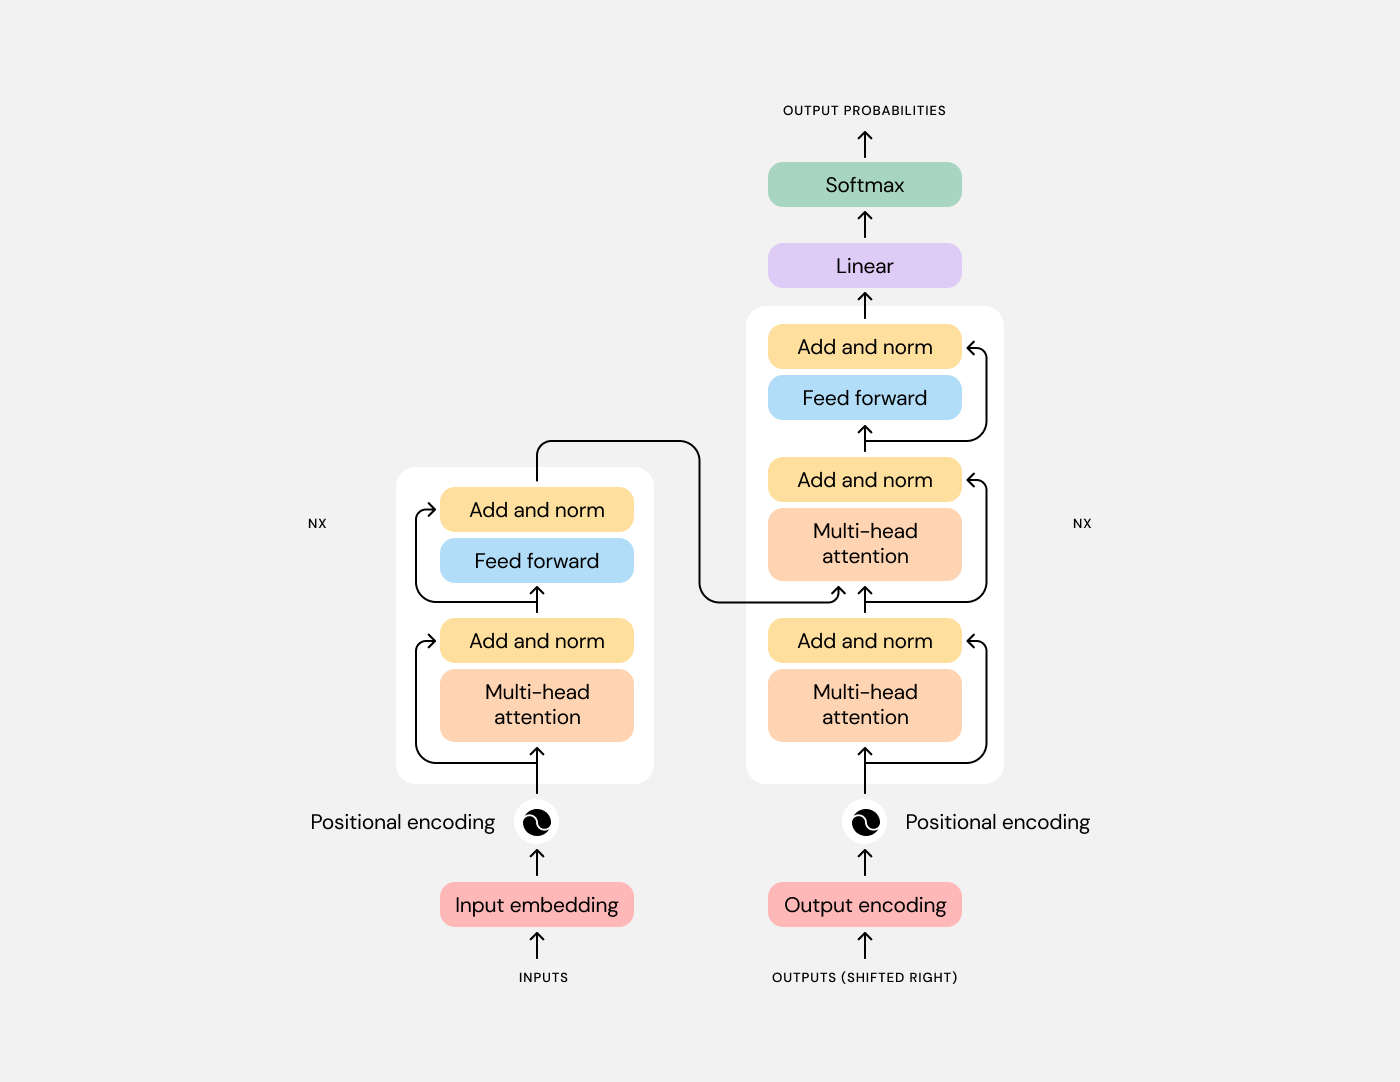 OUTPUT PROBABILITIES
Softmax
Linear
Add and norm
Feed forward
Add and norm
Multi-head
attention
Add and norm
Multi-head
attention
NX
Positional encoding
Output encoding
OUTPUTS (SHIFTED RIGHT)
NX
Add and norm
Feed forward
Add and norm
Multi-head
attention
Positional encoding
Input embedding
INPUTS